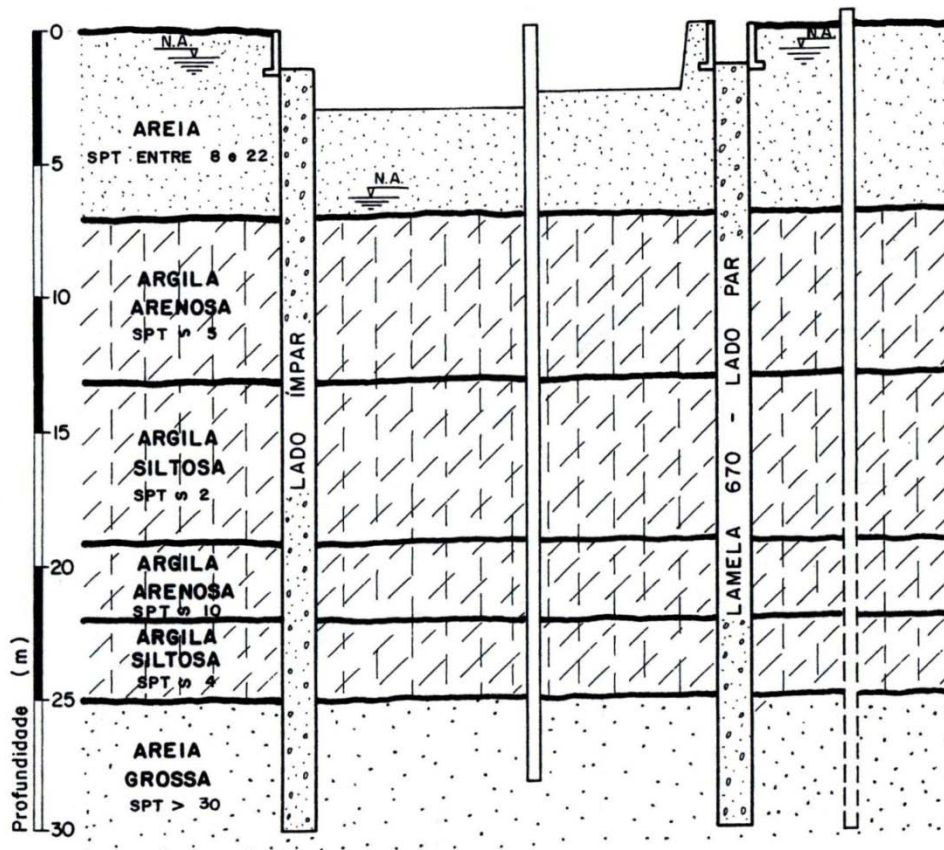 0
5
10
15
20
25
30
Profundidade (m)
N.A.
N.A.
N.A.
AREIA
SPT ENTRE 8 e 22
ARGILA
ARENOSA
SPT ≤ 5
ARGILA
SILTOSA
SPT ≤ 2
ARGILA
ARENOSA
SPT ≤ 10
ARGILA
SILTOSA
SPT ≤ 4
AREIA
GROSSA
SPT > 30
LADO ÍMPAR
LAMELA 670 - LADO PAR